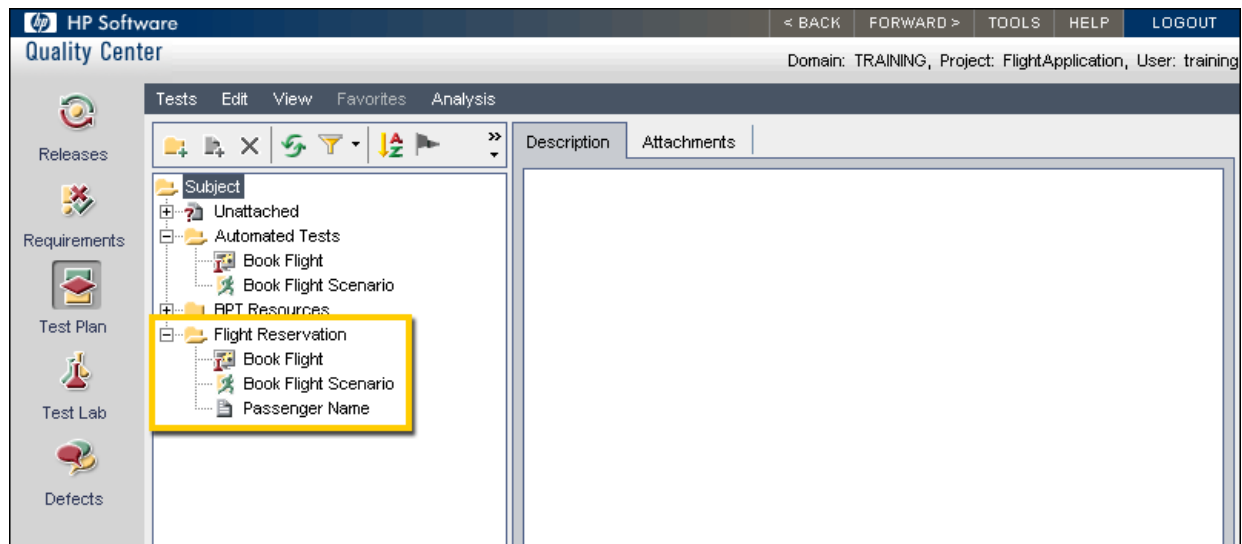 hp HP Software < BACK FORWARD > TOOLS HELP LOGOUT
Quality Center
Domain: TRAINING, Project: FlightApplication, User: training
Tests Edit View Favorites Analysis
Releases
Requirements
Test Plan
Test Lab
Defects
Description Attachments
Subject
Unattached
Automated Tests
Book Flight
Book Flight Scenario
BPT Resources
Flight Reservation
Book Flight
Book Flight Scenario
Passenger Name